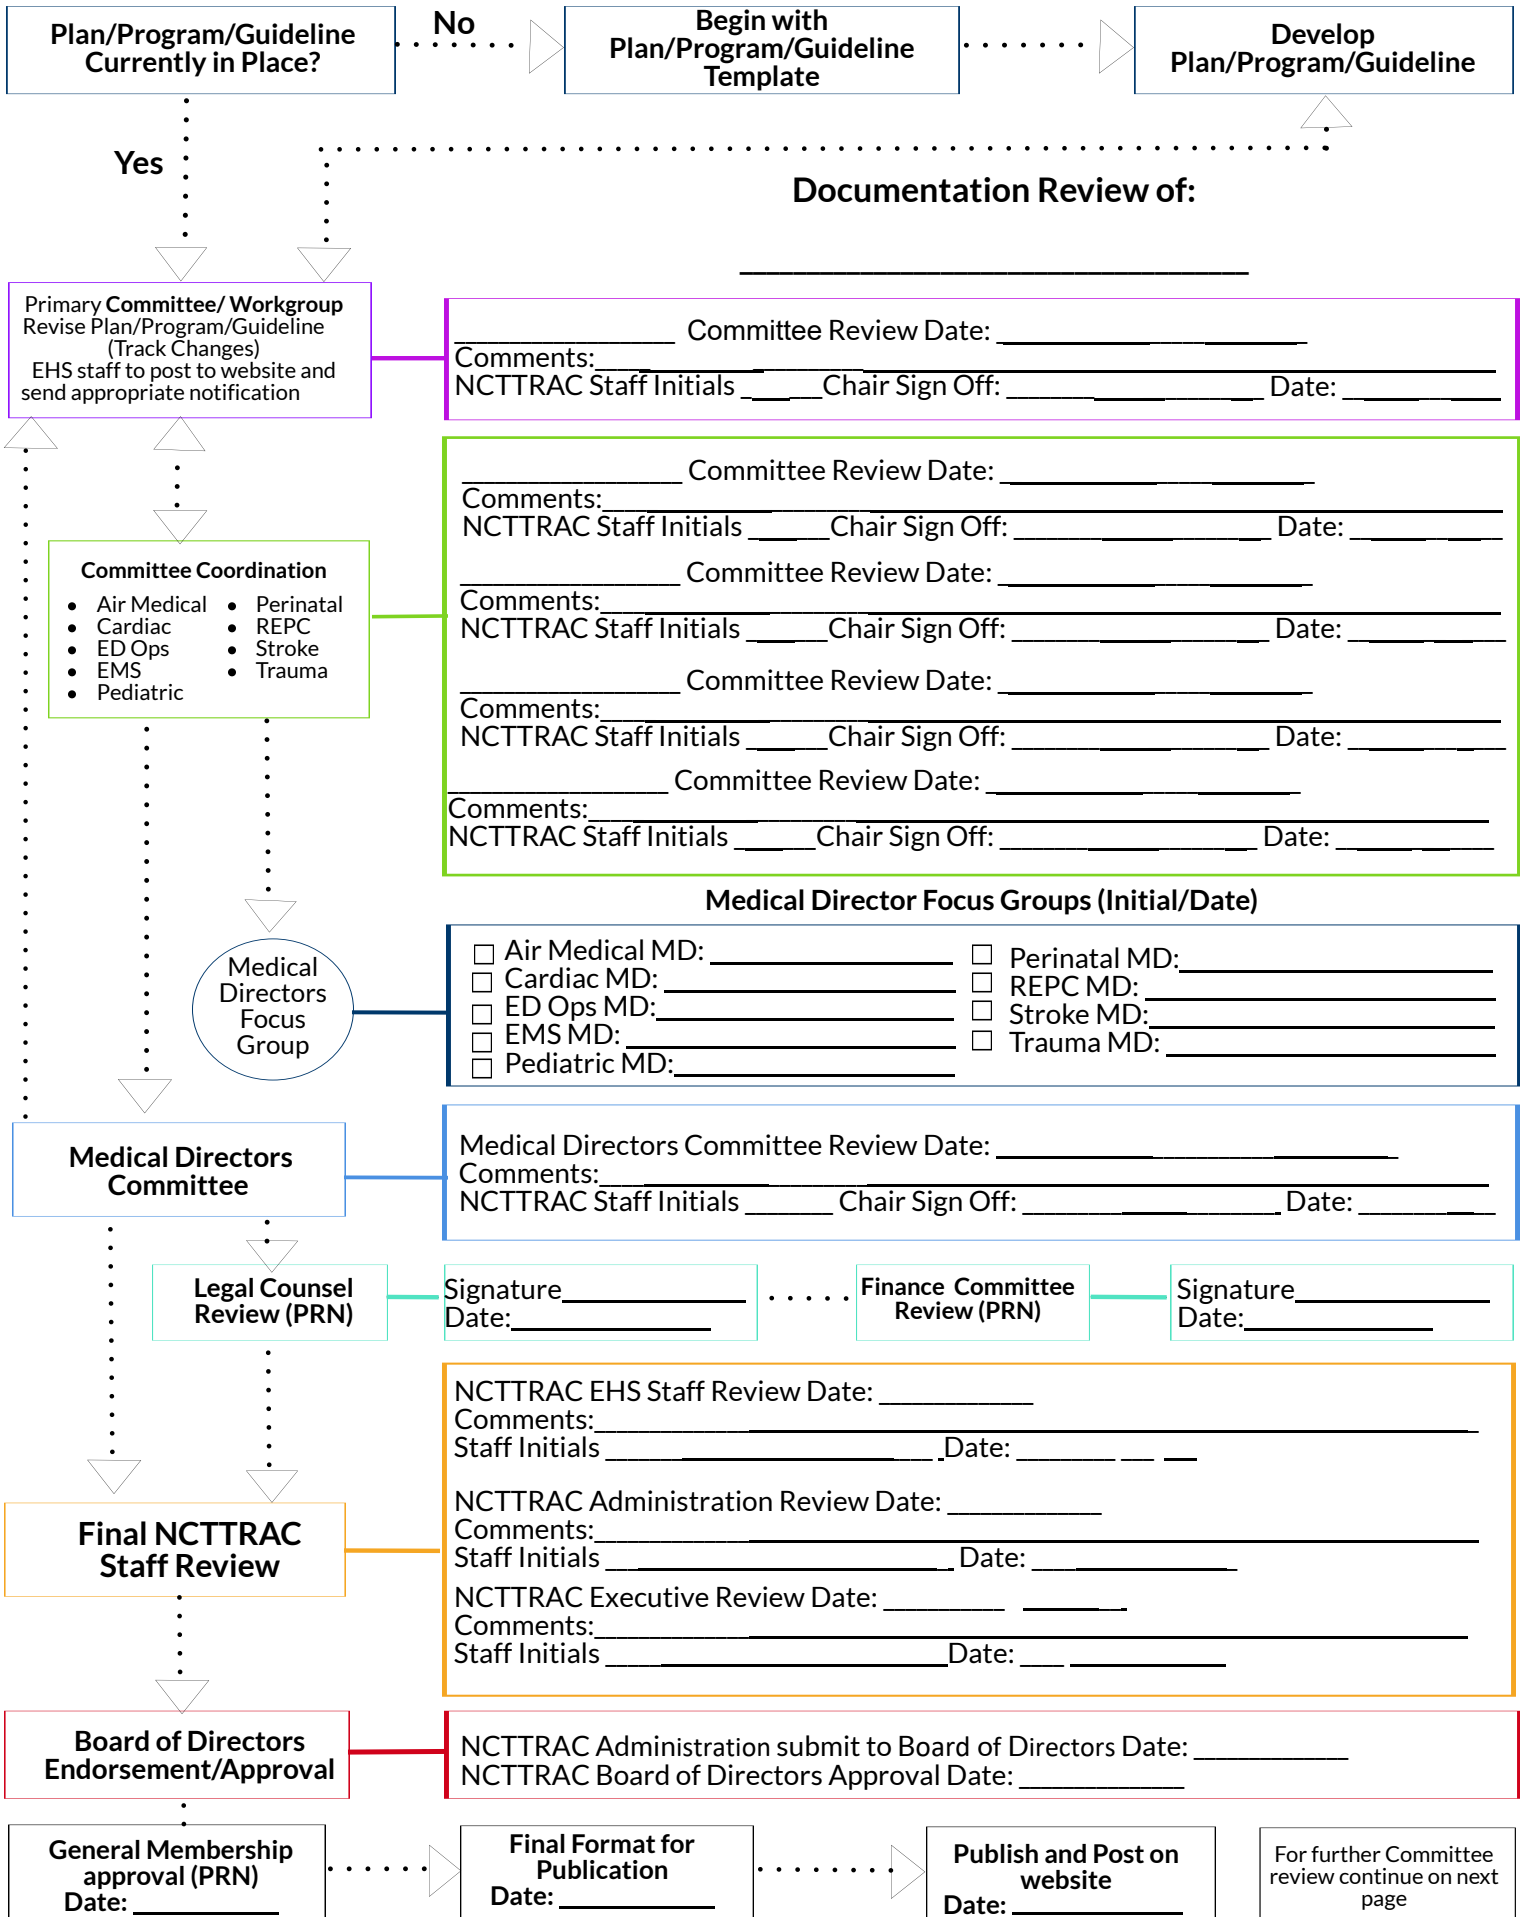 Plan/Program/Guideline
Currently in Place?
No
Begin with
Plan/Program/Guideline
Template
Develop
Plan/Program/Guideline
Yes
Documentation Review of:
Primary Committee/ Workgroup
Revise Plan/Program/Guideline
(Track Changes)
EHS staff to post to website and
send appropriate notification
Committee Review Date:
Comments:
NCTTRAC Staff Initials Chair Sign Off: Date:
Committee Coordination
• Air Medical
• Cardiac
• ED Ops
• EMS
• Pediatric
• Perinatal
• REPC
• Stroke
• Trauma
Committee Review Date:
Comments:
NCTTRAC Staff Initials Chair Sign Off: Date:
Committee Review Date:
Comments:
NCTTRAC Staff Initials Chair Sign Off: Date:
Committee Review Date:
Comments:
NCTTRAC Staff Initials Chair Sign Off: Date:
Committee Review Date:
Comments:
NCTTRAC Staff Initials Chair Sign Off: Date:
Medical Director Focus Groups (Initial/Date)
Medical
Directors
Focus
Group
☐ Air Medical MD:
☐ Cardiac MD:
☐ ED Ops MD:
☐ EMS MD:
☐ Pediatric MD:
☐ Perinatal MD:
☐ REPC MD:
☐ Stroke MD:
☐ Trauma MD:
Medical Directors
Committee
Medical Directors Committee Review Date:
Comments:
NCTTRAC Staff Initials Chair Sign Off: Date:
Legal Counsel
Review (PRN)
Signature
Date:
Finance Committee
Review (PRN)
Signature
Date:
Final NCTTRAC
Staff Review
NCTTRAC EHS Staff Review Date:
Comments:
Staff Initials Date:
NCTTRAC Administration Review Date:
Comments:
Staff Initials Date:
NCTTRAC Executive Review Date:
Comments:
Staff Initials Date:
Board of Directors
Endorsement/Approval
NCTTRAC Administration submit to Board of Directors Date:
NCTTRAC Board of Directors Approval Date:
General Membership
approval (PRN)
Date:
Final Format for
Publication
Date:
Publish and Post on
website
Date:
For further Committee
review continue on next
page